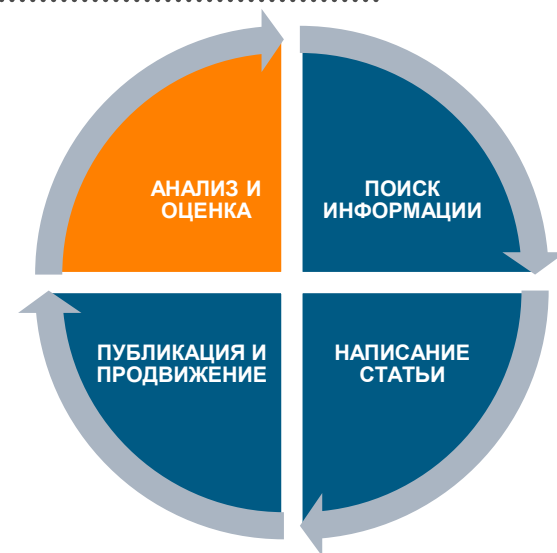 АНАЛИЗ И
ОЦЕНКА
ПОИСК
ИНФОРМАЦИИ
ПУБЛИКАЦИЯ И
ПРОДВИЖЕНИЕ
НАПИСАНИЕ
СТАТЬИ